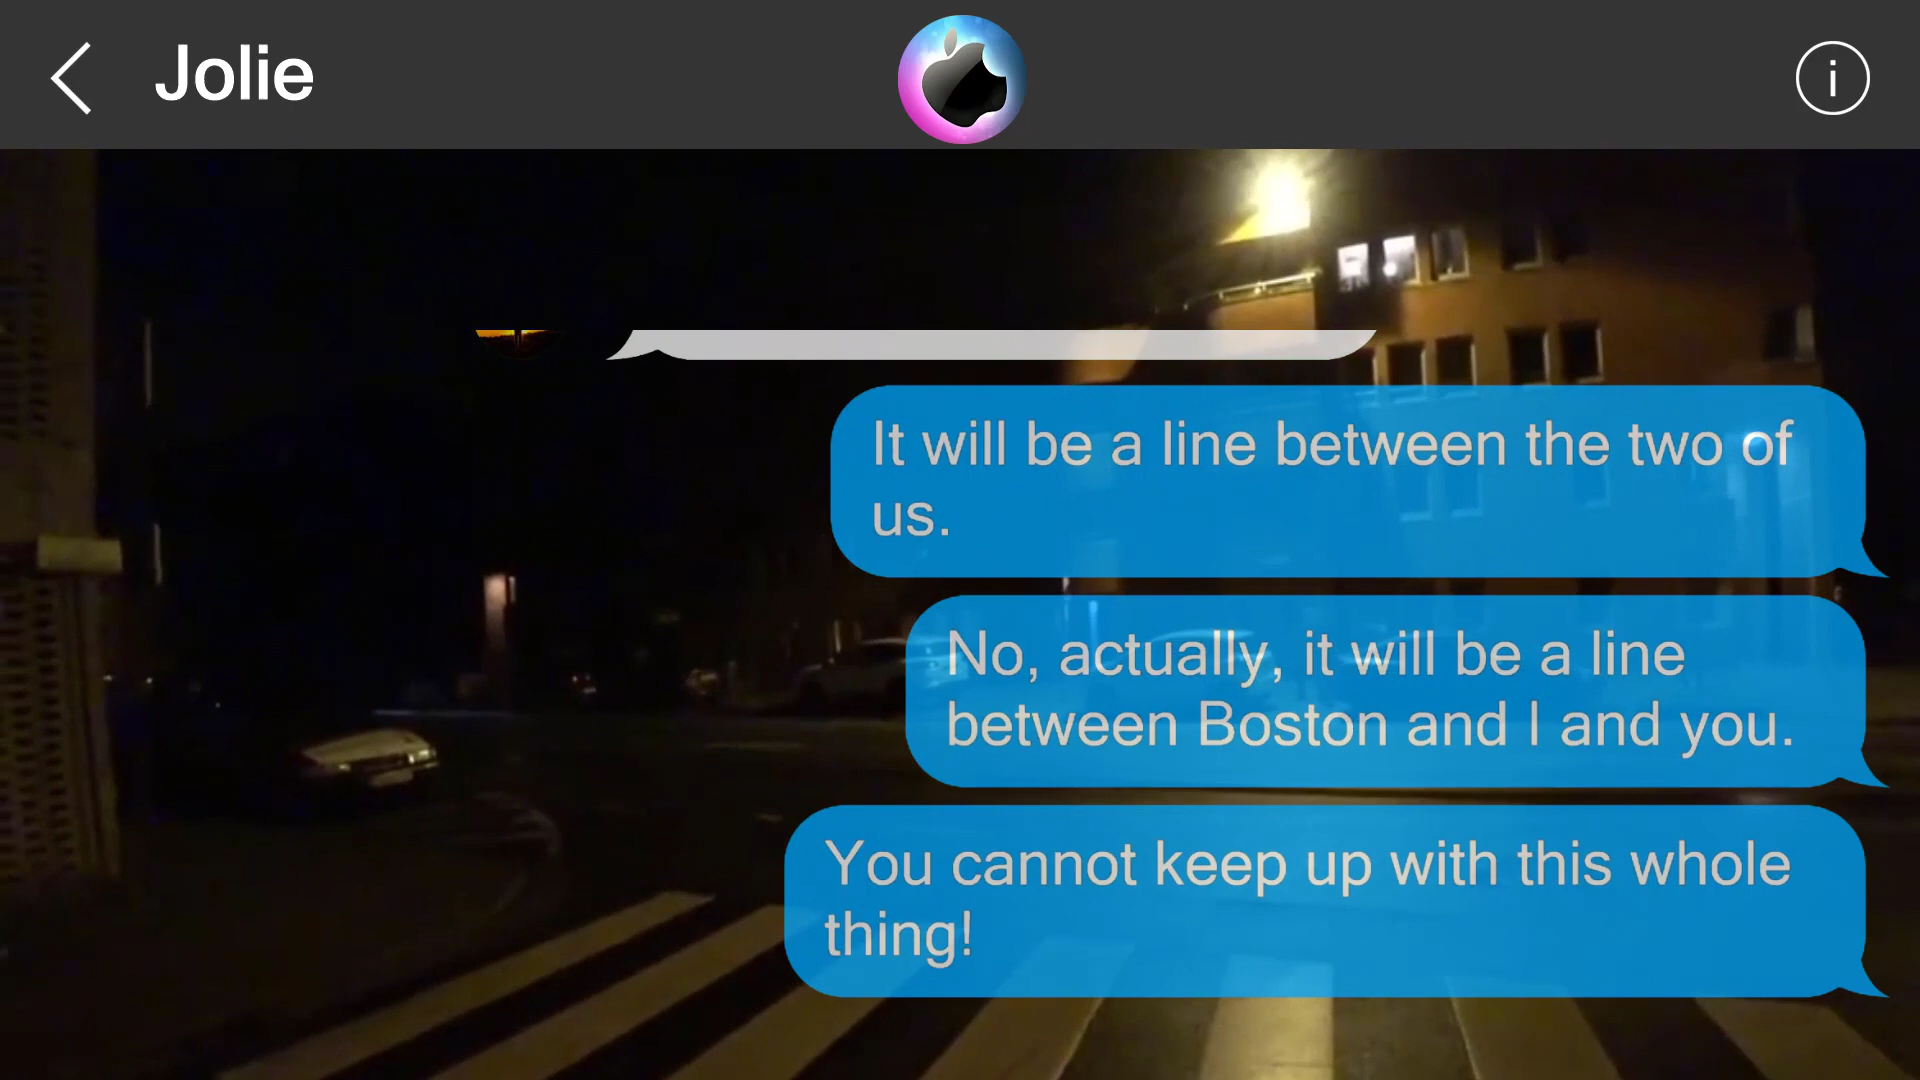 Jolie
It will be a line between the two of
us.
No, actually, it will be a line
between Boston and I and you.
You cannot keep up with this whole
thing!